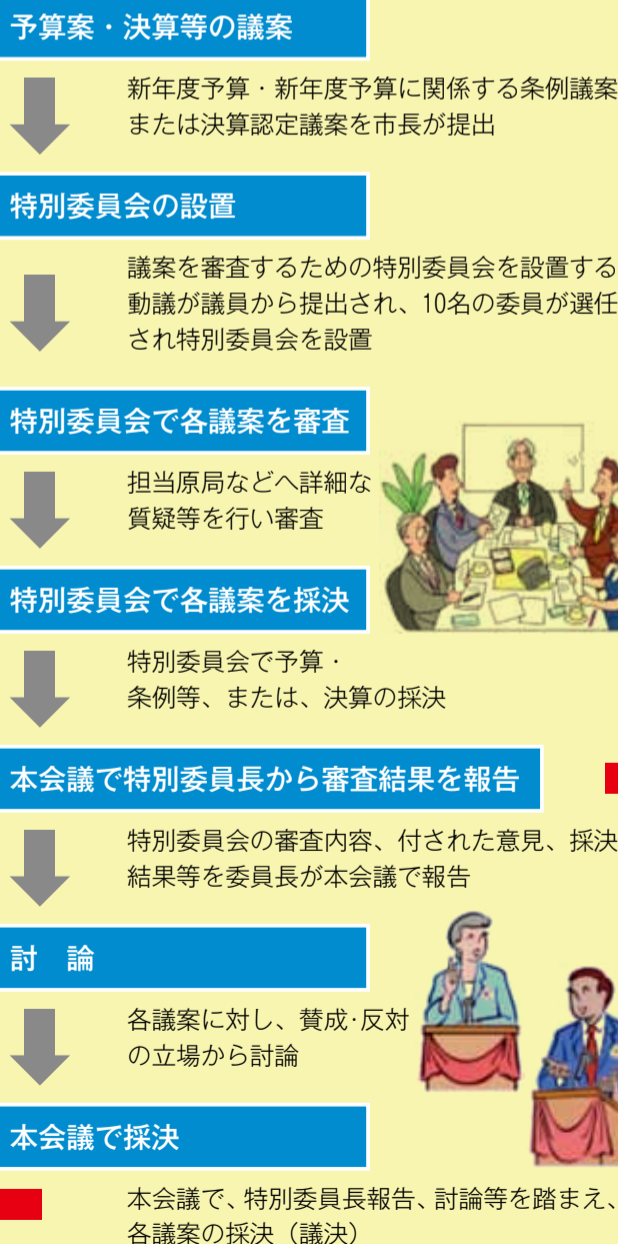 予算案・決算等の議案
新年度予算・新年度予算に関係する条例議案
または決算認定議案を市長が提出
特別委員会の設置
議案を審査するための特別委員会を設置する
動議が議員から提出され、10名の委員が選任
され特別委員会を設置
特別委員会で各議案を審査
担当原局などへ詳細な
質疑等を行い審査
特別委員会で各議案を採決
特別委員会で予算・
条例等、または、決算の採決
本会議で特別委員長から審査結果を報告
特別委員会の審査内容、付された意見、採決
結果等を委員長が本会議で報告
討　論
各議案に対し、賛成･反対
の立場から討論
本会議で採決
本会議で、特別委員長報告、討論等を踏まえ、
各議案の採決（議決）